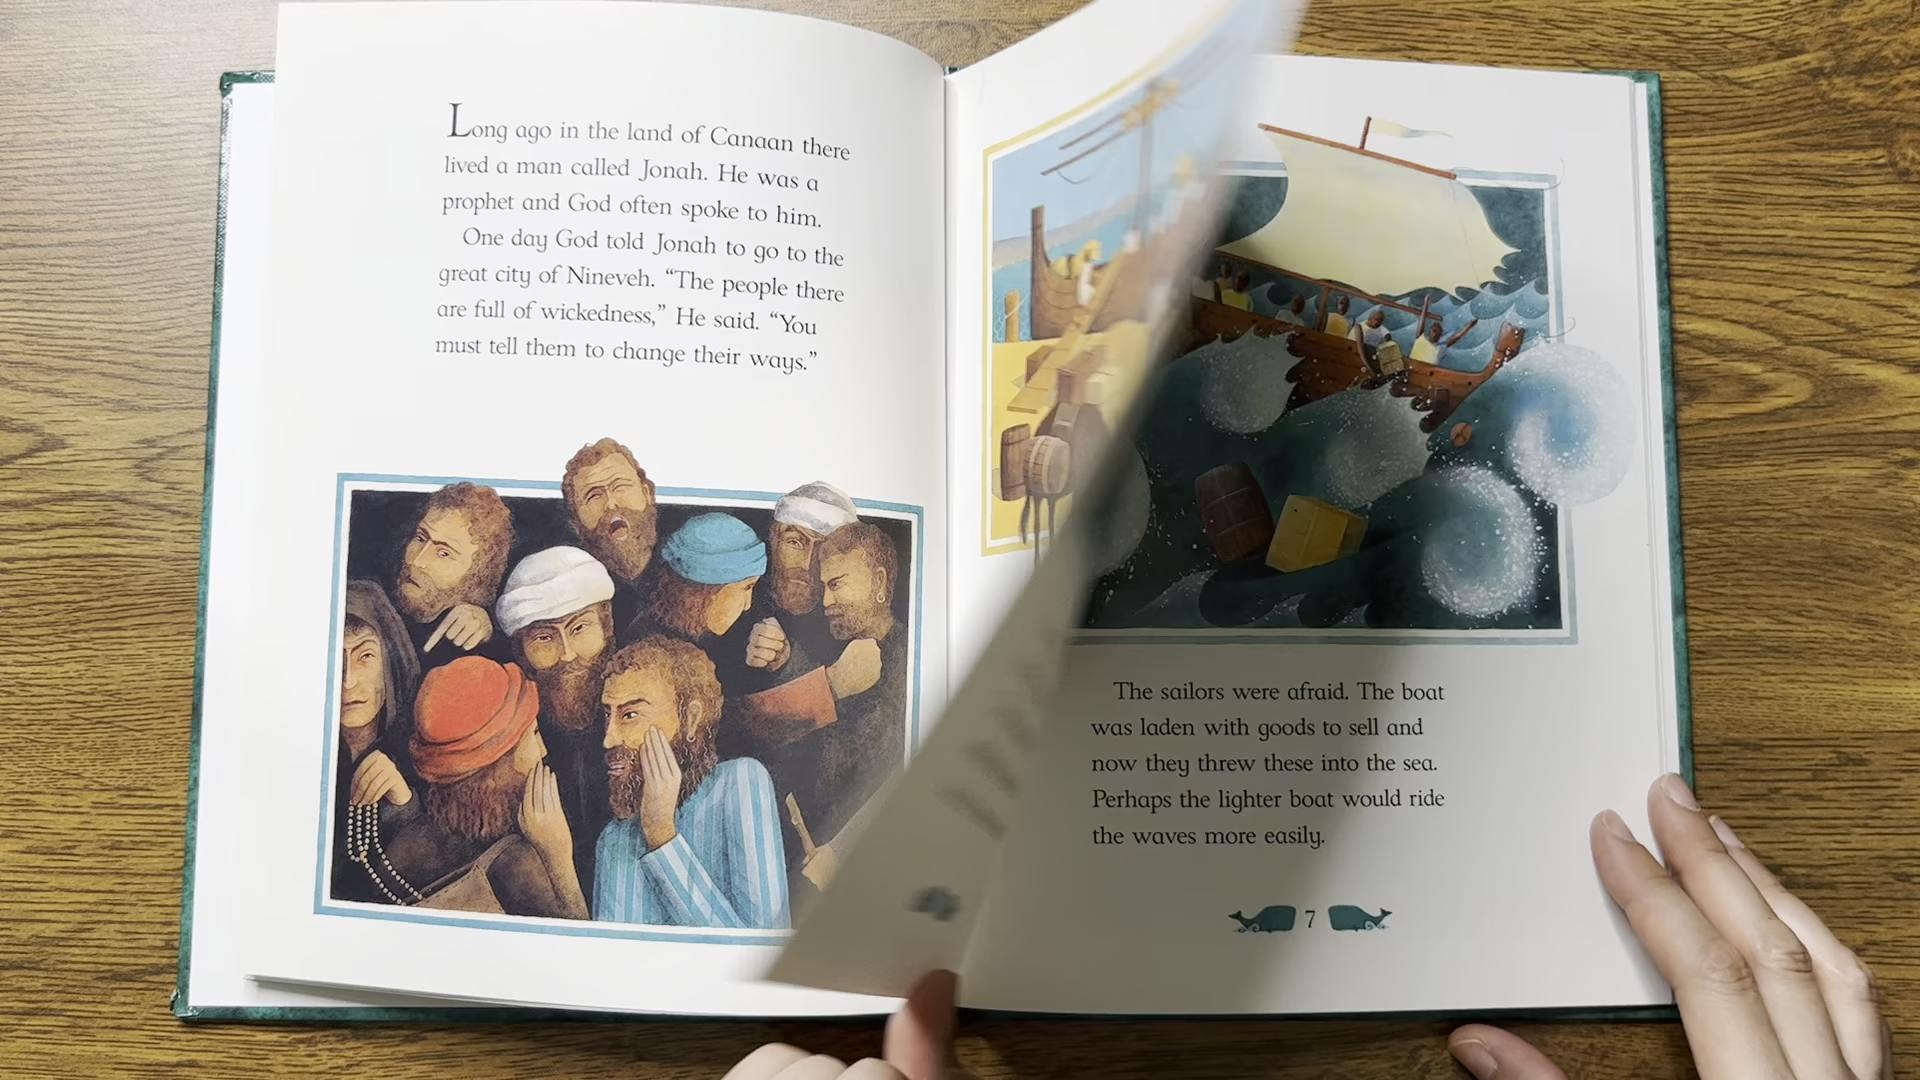 Long ago in the land of Canaan there
lived a man called Jonah. He was a
prophet and God often spoke to him.
One day God told Jonah to go to the
great city of Nineveh. “The people there
are full of wickedness,” He said. “You
must tell them to change their ways.”
The sailors were afraid. The boat
was laden with goods to sell and
now they threw these into the sea.
Perhaps the lighter boat would ride
the waves more easily.
7